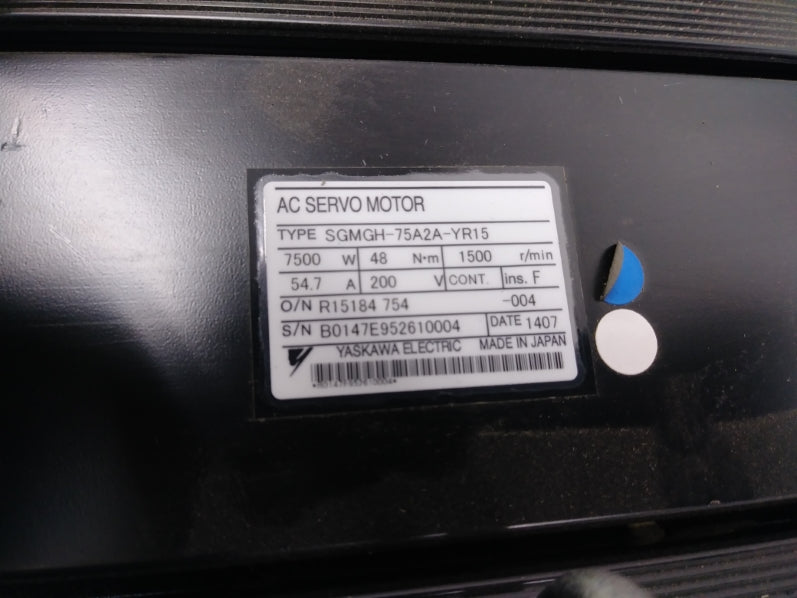 AC SERVO MOTOR
TYPE SGMGH-75A2A-YR15
7500 W 48 N·m 1500 r/min
54.7 A 200 V CONT. ins. F
O/N R15184 754 -004
S/N B0147E952610004 DATE 1407
YASKAWA ELECTRIC MADE IN JAPAN
*B0147E952610004*